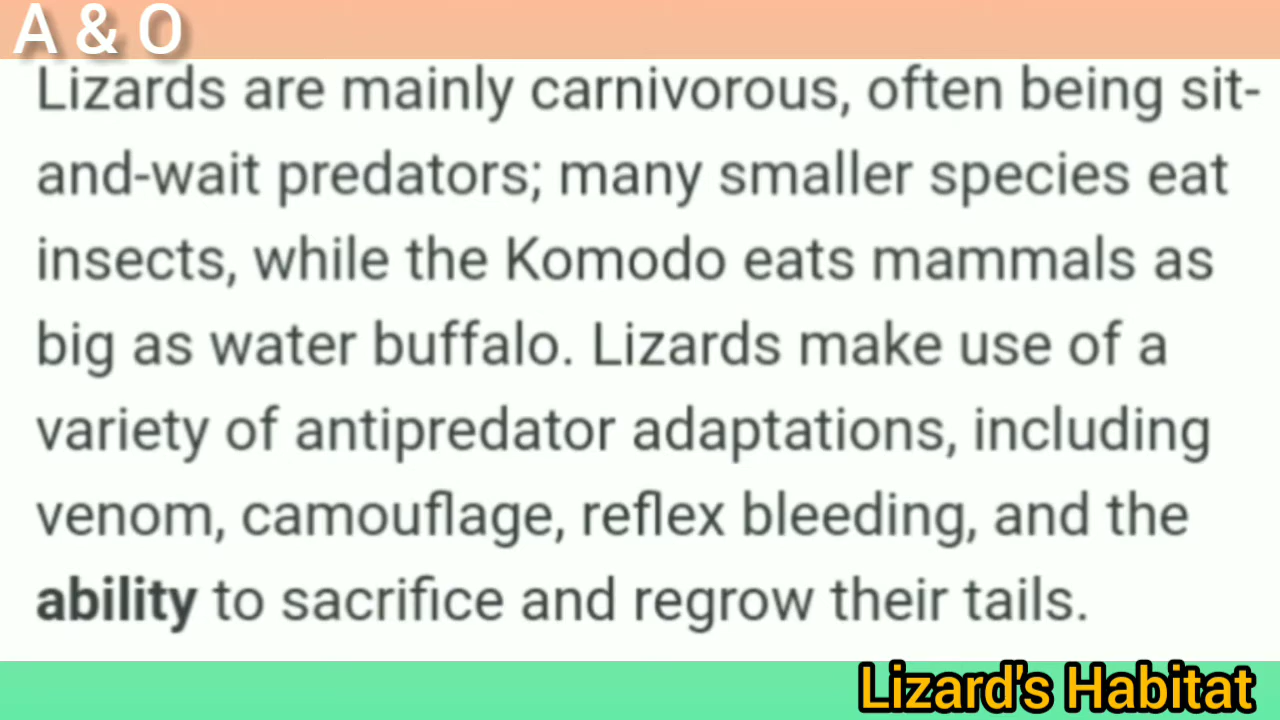 A & O
Lizards are mainly carnivorous, often being sit-
and-wait predators; many smaller species eat
insects, while the Komodo eats mammals as
big as water buffalo. Lizards make use of a
variety of antipredator adaptations, including
venom, camouflage, reflex bleeding, and the
ability to sacrifice and regrow their tails.
Lizard's Habitat